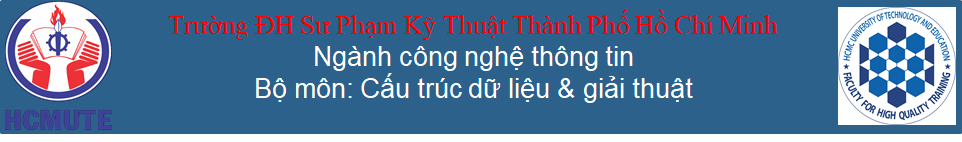 Trường ĐH Sư Phạm Kỹ Thuật Thành Phố Hồ Chí Minh
Ngành công nghệ thông tin
Bộ môn: Cấu trúc dữ liệu & giải thuật
HCMUTE
HCMC UNIVERSITY OF TECHNOLOGY AND EDUCATION
FACULTY FOR HIGH QUALITY TRAINING